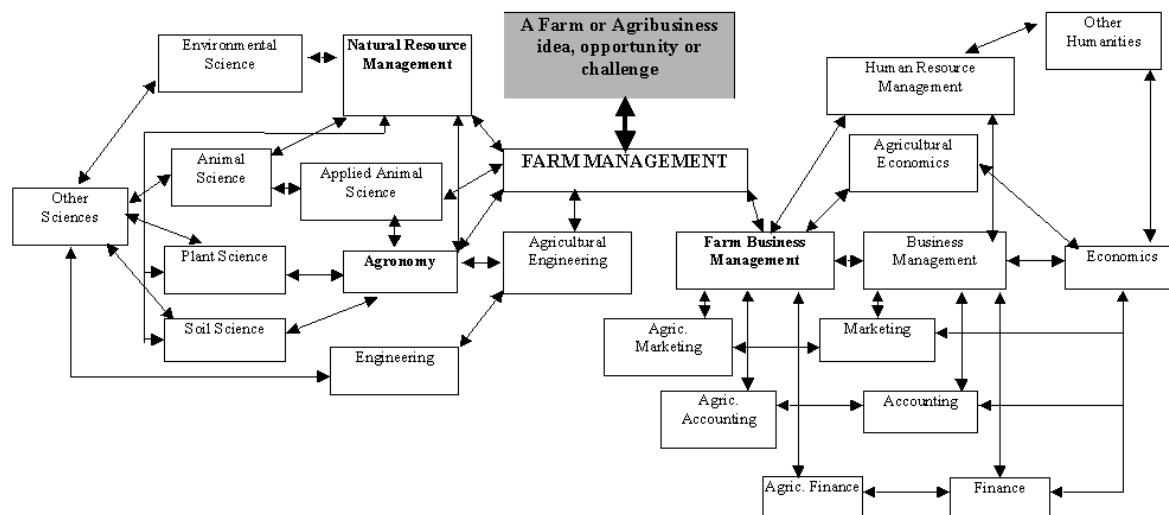 A Farm or Agribusiness
idea, opportunity or
challenge
Environmental
Science
Natural Resource
Management
Other
Humanities
Human Resource
Management
Animal
Science
Applied Animal
Science
FARM MANAGEMENT
Agricultural
Economics
Other
Sciences
Plant Science
Agronomy
Agricultural
Engineering
Farm Business
Management
Business
Management
Economics
Soil Science
Engineering
Agric.
Marketing
Marketing
Agric.
Accounting
Accounting
Agric. Finance
Finance